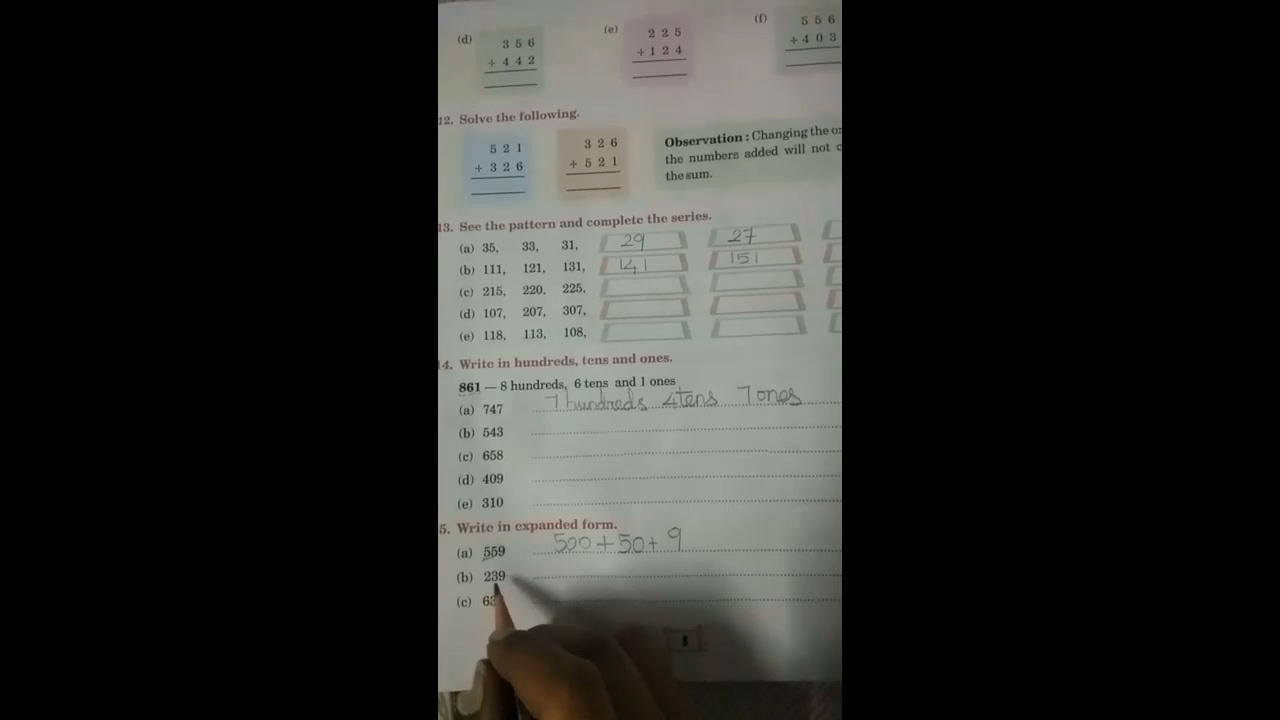 (d) 3 5 6 (e) 2 2 5 (f) 5 5 6
+ 4 4 2 + 1 2 4 + 4 0 3
12. Solve the following.
5 2 1 3 2 6
+ 3 2 6 + 5 2 1
Observation : Changing the
the numbers added will not
the sum.
13. See the pattern and complete the series.
(a) 35, 33, 31, 29 27
(b) 111, 121, 131, 141 151
(c) 215, 220, 225,
(d) 107, 207, 307,
(e) 118, 113, 108,
14. Write in hundreds, tens and ones.
861 — 8 hundreds, 6 tens and 1 ones
(a) 747 7 hundreds 4 tens 7 ones
(b) 543
(c) 658
(d) 409
(e) 310
5. Write in expanded form.
(a) 559 500 + 50 + 9
(b) 239
(c)
8